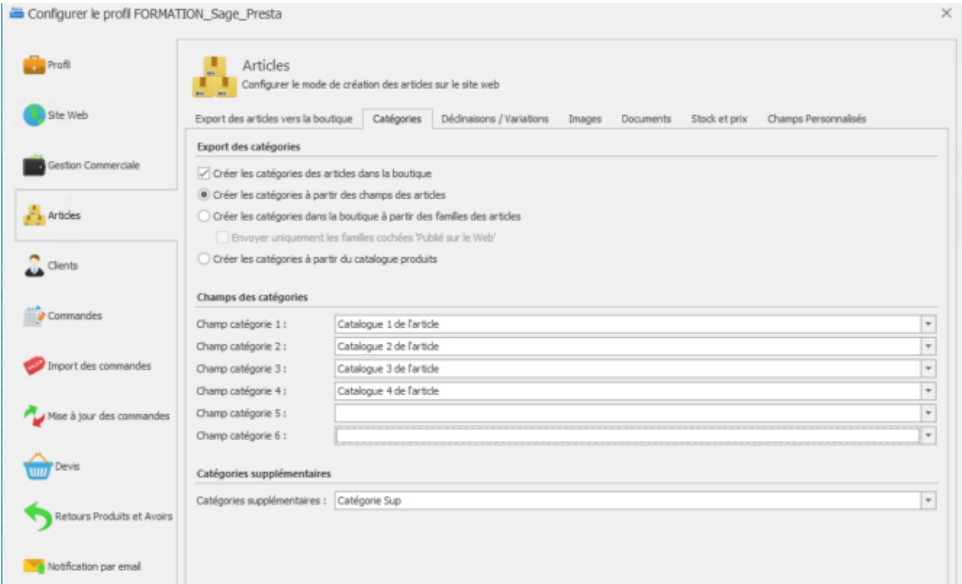 Configurer le profil FORMATION_Sage_Presta
Profil
Site Web
Gestion Commerciale
Articles
Clients
Commandes
Import des commandes
Mise à jour des commandes
Devis
Retours Produits et Avoirs
Notification par email
Articles
Configurer le mode de création des articles sur le site web
Export des articles vers la boutique Catégories Déclinaisons / Variations Images Documents Stock et prix Champs Personnalisés
Export des catégories
Créer les catégories des articles dans la boutique
Créer les catégories à partir des champs des articles
Créer les catégories dans la boutique à partir des familles des articles
Envoyer uniquement les familles cochées 'Publié sur le Web'
Créer les catégories à partir du catalogue produits
Champs des catégories
Champ catégorie 1 : Catalogue 1 de l'article
Champ catégorie 2 : Catalogue 2 de l'article
Champ catégorie 3 : Catalogue 3 de l'article
Champ catégorie 4 : Catalogue 4 de l'article
Champ catégorie 5 :
Champ catégorie 6 :
Catégories supplémentaires
Catégories supplémentaires : Catégorie Sup